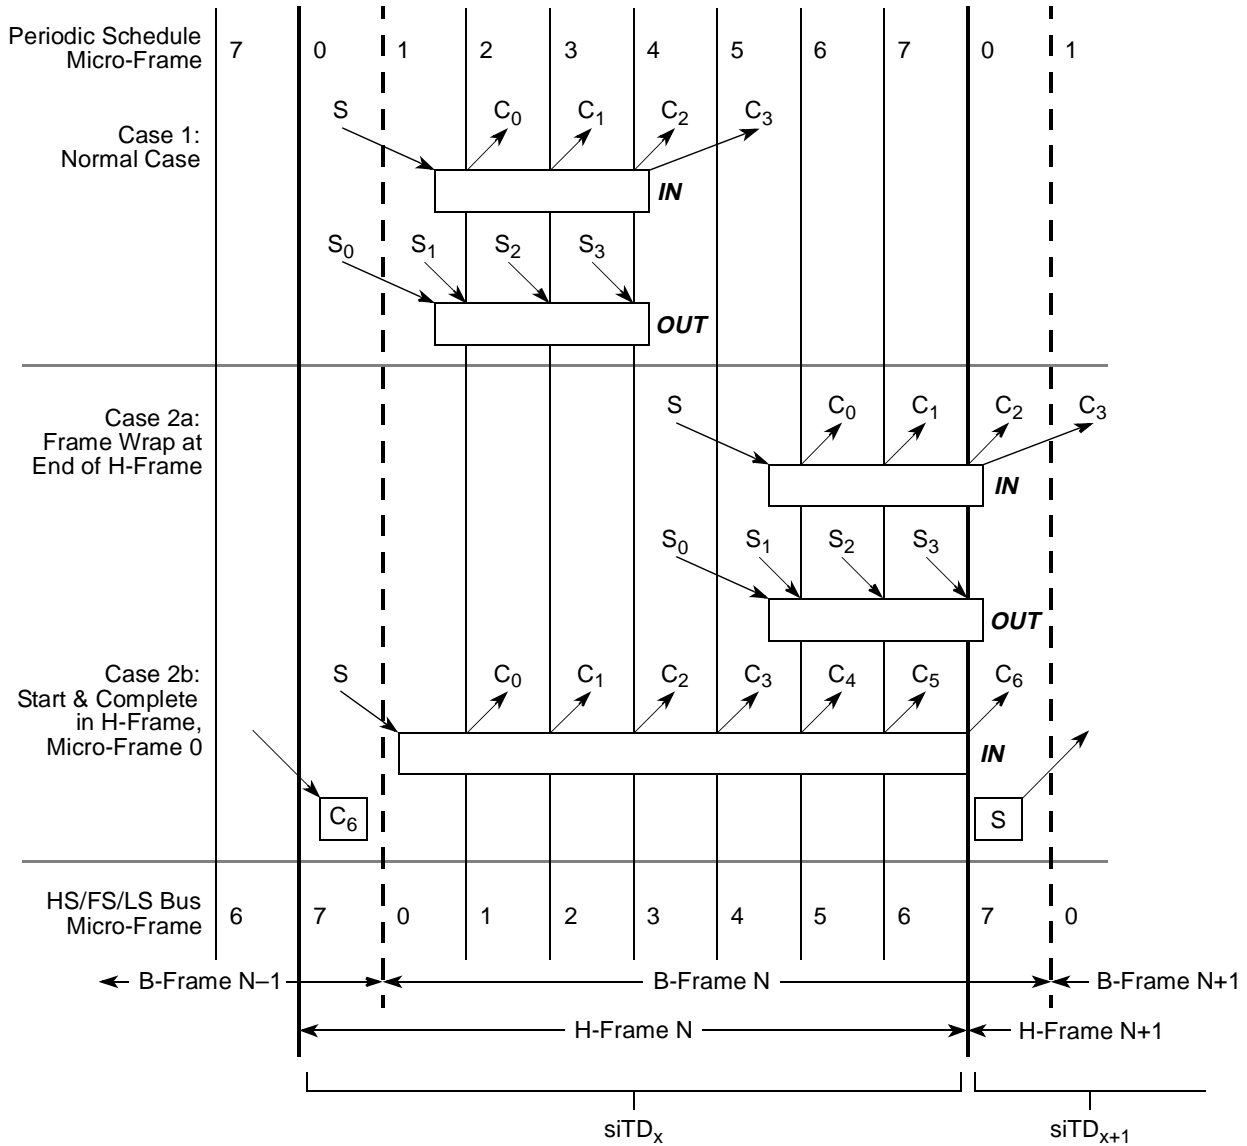 Periodic Schedule
Micro-Frame
7 0 1 2 3 4 5 6 7 0 1
Case 1:
Normal Case
S C0 C1 C2 C3
IN
S0 S1 S2 S3
OUT
Case 2a:
Frame Wrap at
End of H-Frame
S C0 C1 C2 C3
IN
S0 S1 S2 S3
OUT
Case 2b:
Start & Complete
in H-Frame,
Micro-Frame 0
S C0 C1 C2 C3 C4 C5 C6
IN
C6 S
HS/FS/LS Bus
Micro-Frame
6 7 0 1 2 3 4 5 6 7 0
B-Frame N–1 B-Frame N B-Frame N+1
H-Frame N H-Frame N+1
siTDx siTDx+1